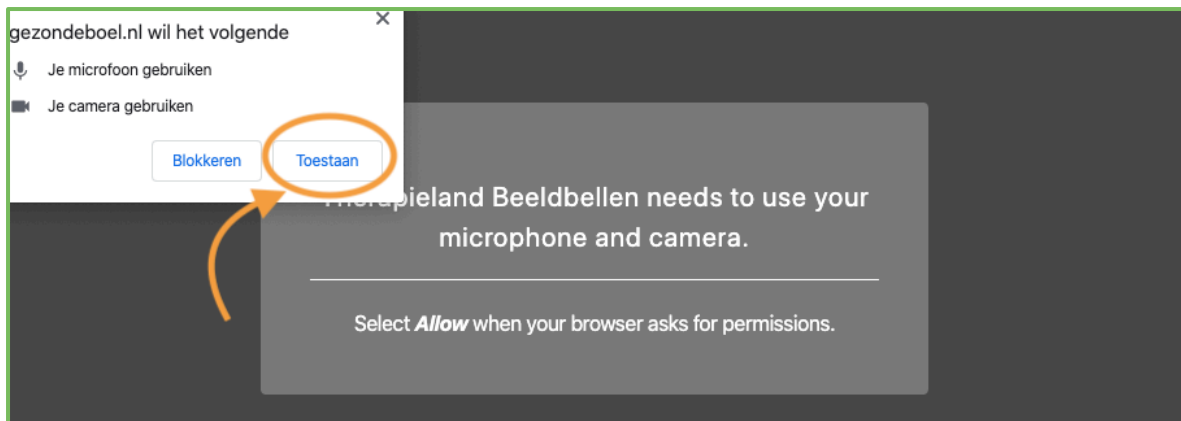 gezondeboel.nl wil het volgende
Je microfoon gebruiken
Je camera gebruiken
Blokkeren
Toestaan
Therapieland Beeldbellen needs to use your
microphone and camera.
Select Allow when your browser asks for permissions.